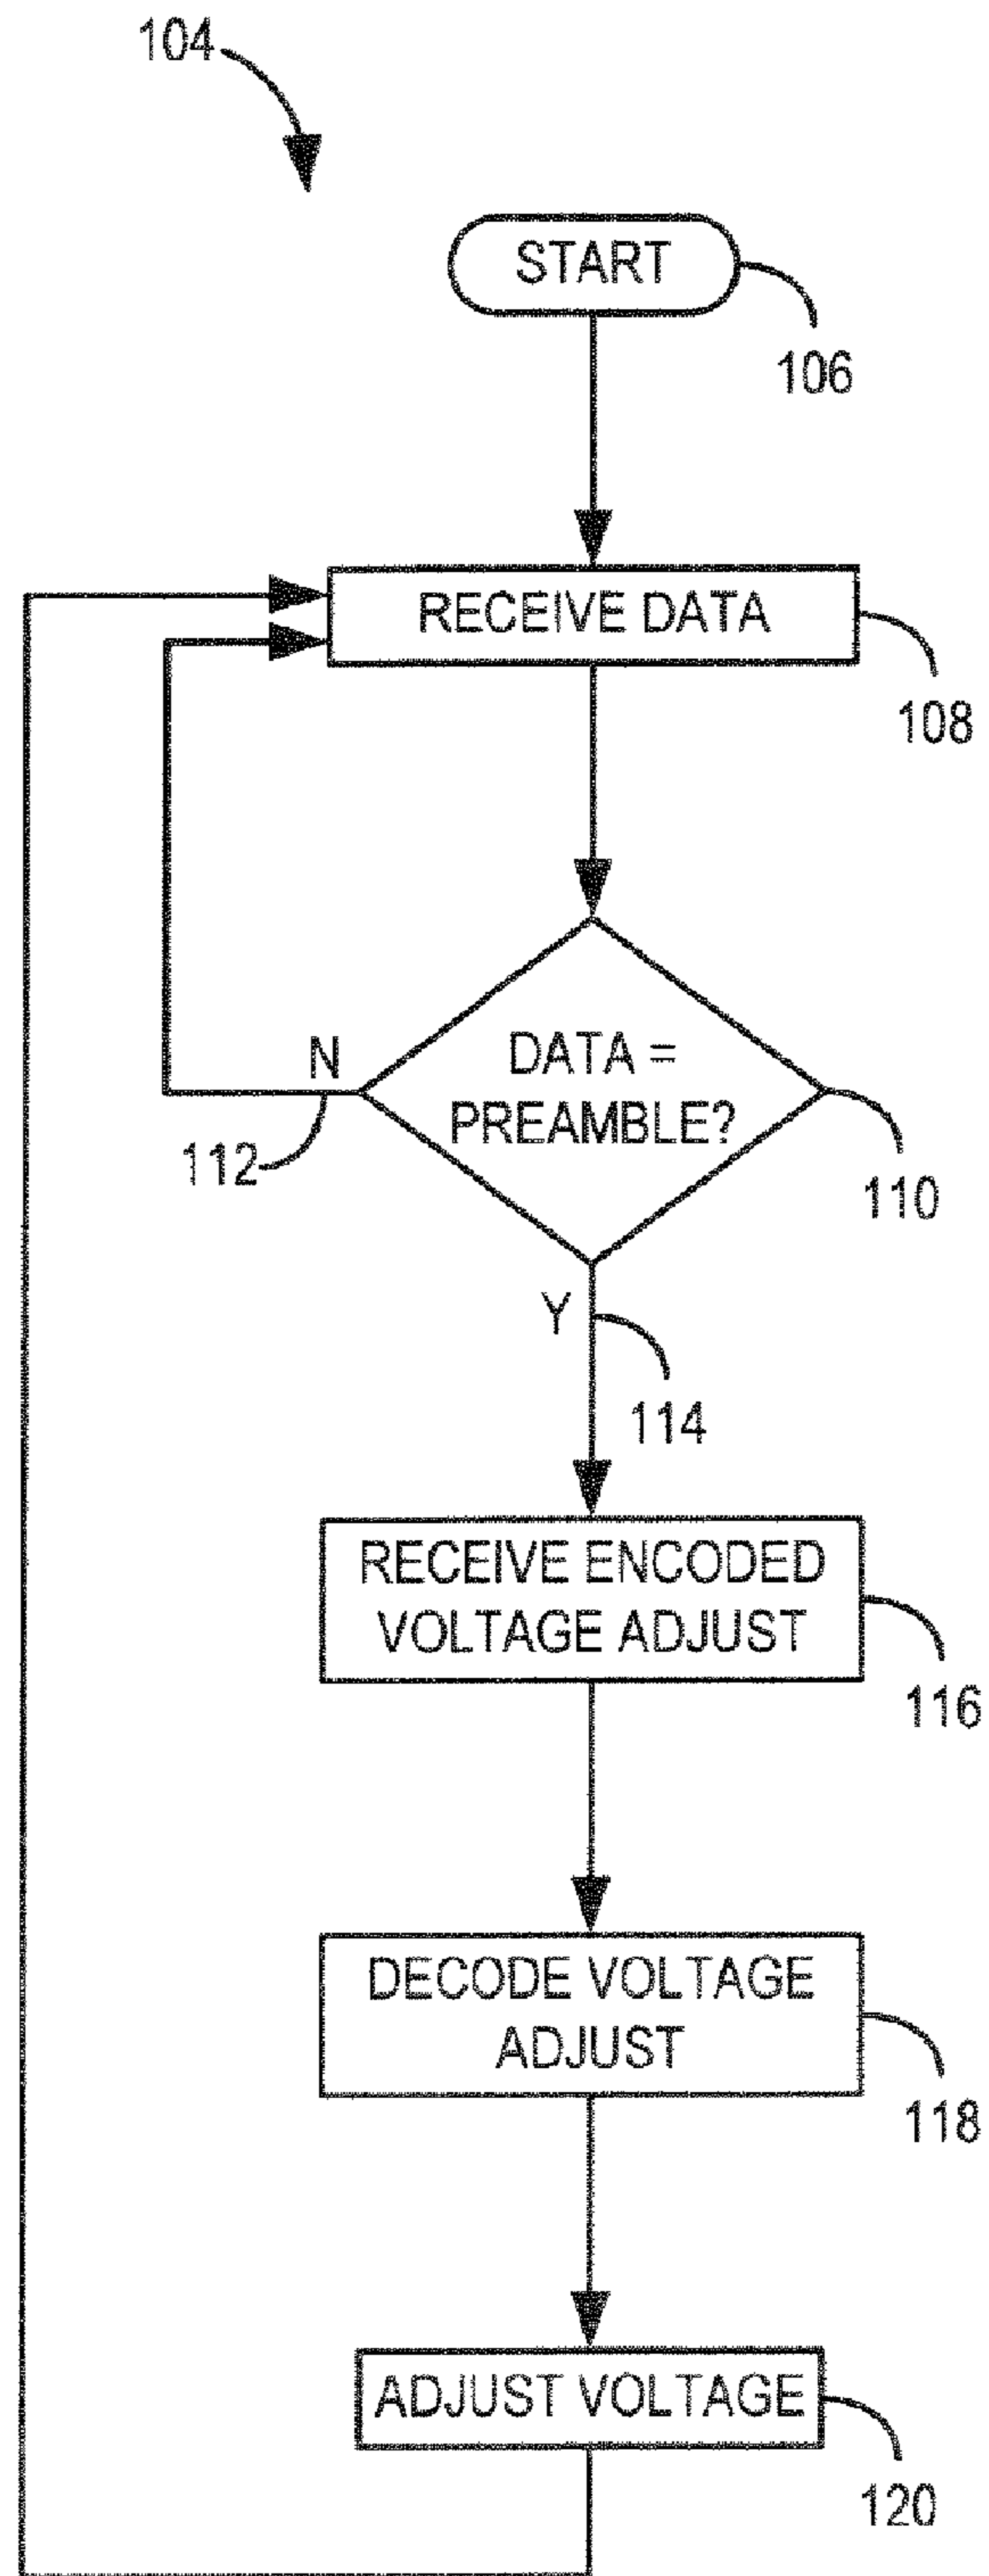 104
START
106
RECEIVE DATA
108
DATA =
PREAMBLE?
N
112
110
Y
114
RECEIVE ENCODED
VOLTAGE ADJUST
116
DECODE VOLTAGE
ADJUST
118
ADJUST VOLTAGE
120